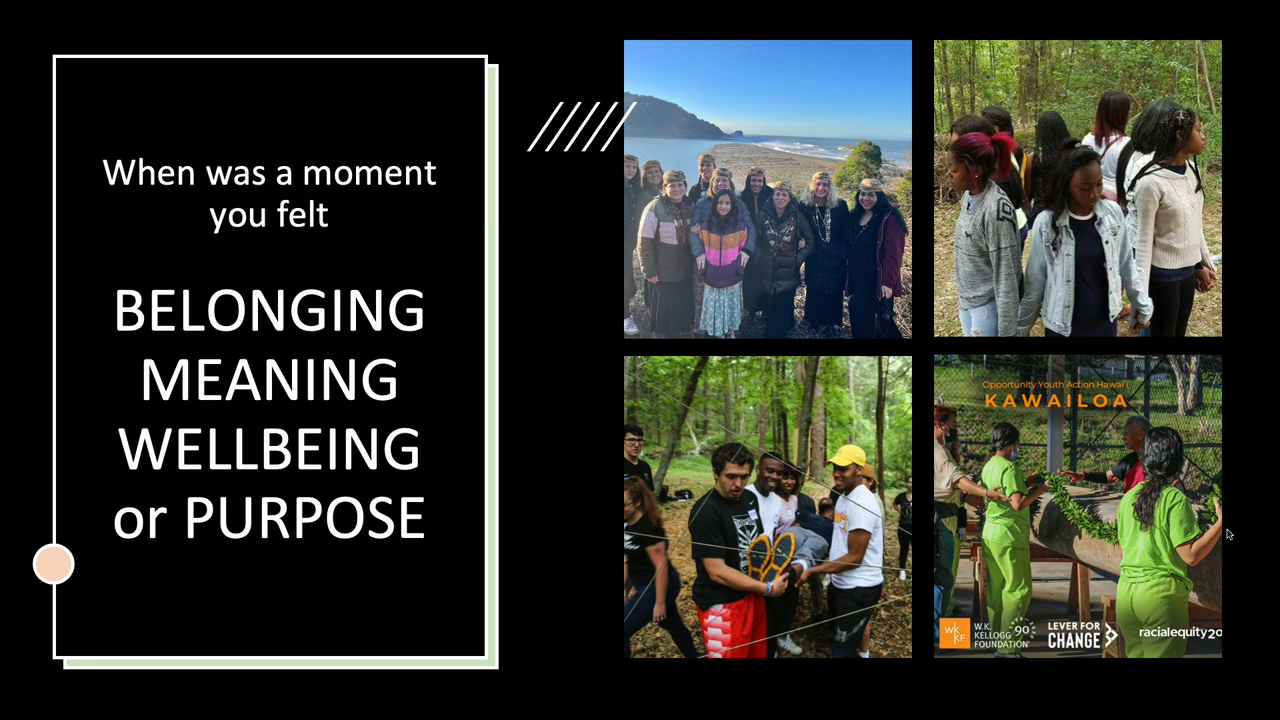 When was a moment
you felt
BELONGING
MEANING
WELLBEING
or PURPOSE
Opportunity Youth Action Hawai'i
KAWAILOA
W.K.
KELLOGG
FOUNDATION
90
LEVER FOR
CHANGE
racialequity20